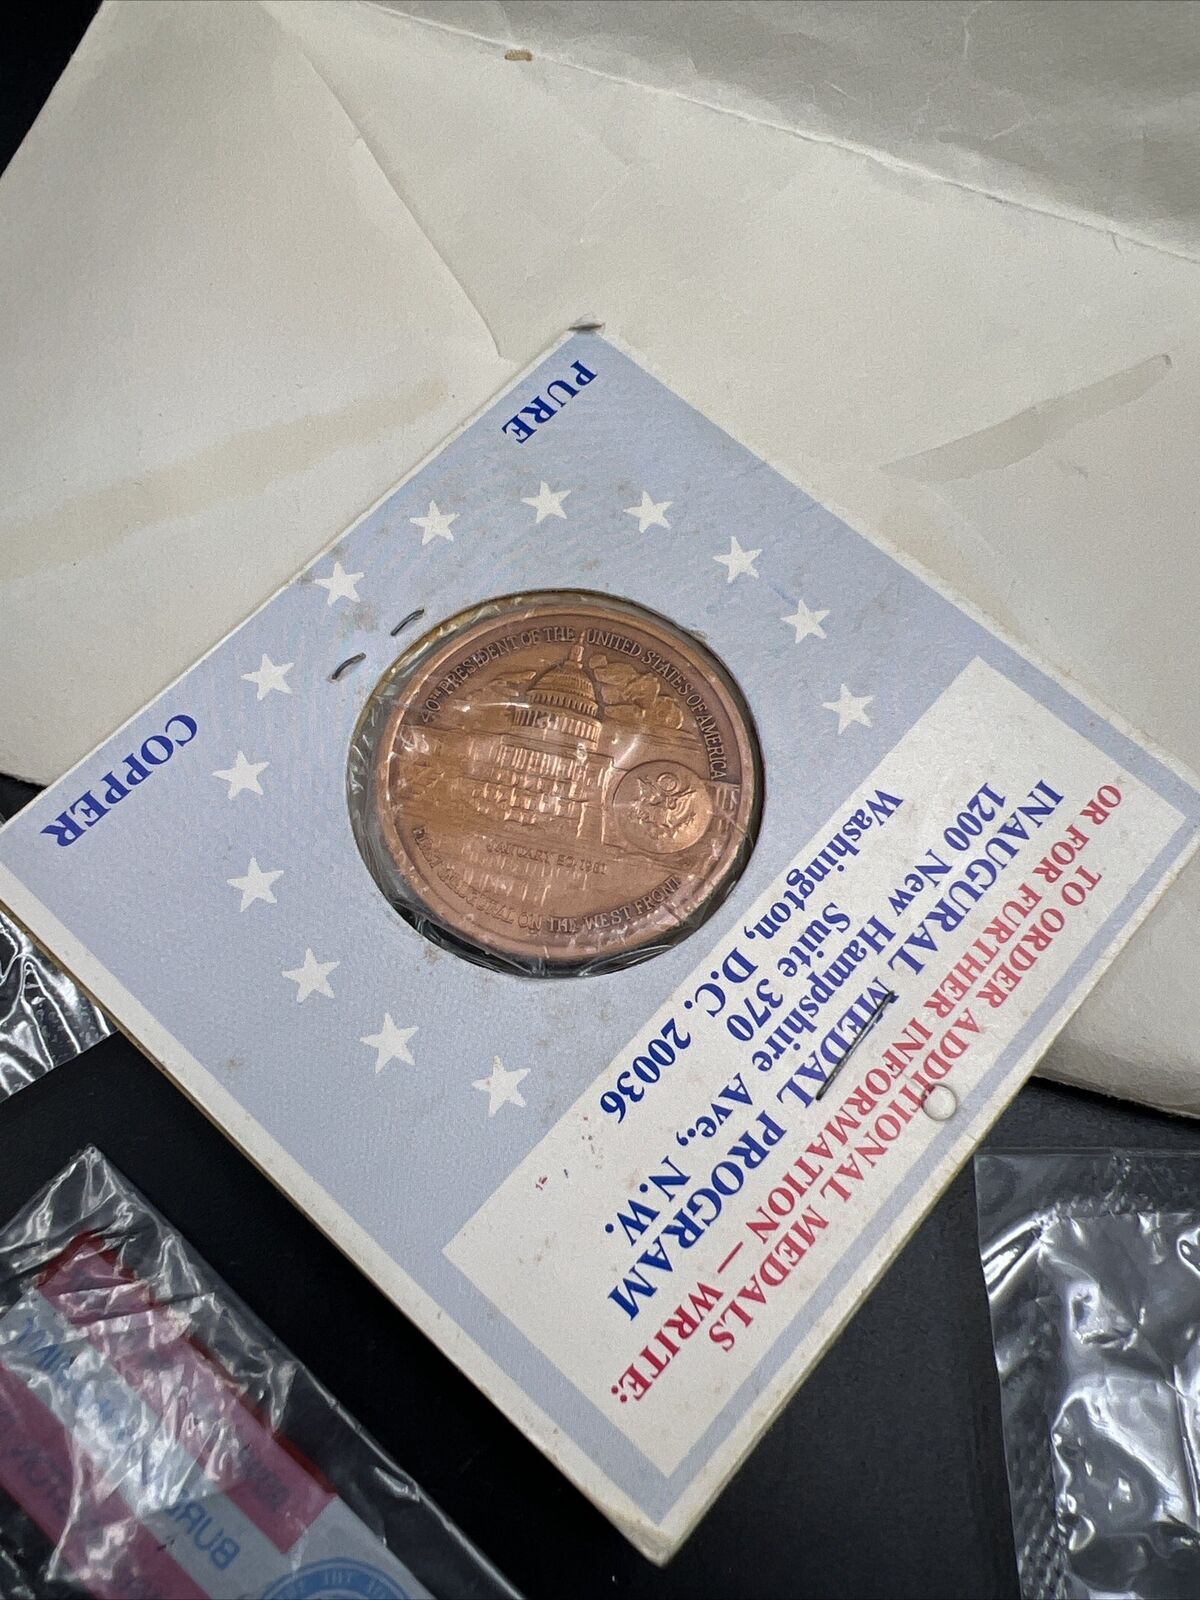 PURE
COPPER
40TH PRESIDENT OF THE UNITED STATES OF AMERICA
JANUARY 20, 1981
FIRST ON THE WEST FRONT
TO ORDER ADDITIONAL MEDALS
OR FOR FURTHER INFORMATION — WRITE:
INAUGURAL MEDAL PROGRAM
1200 New Hampshire Ave., N.W.
Suite 370
Washington, D.C. 20036